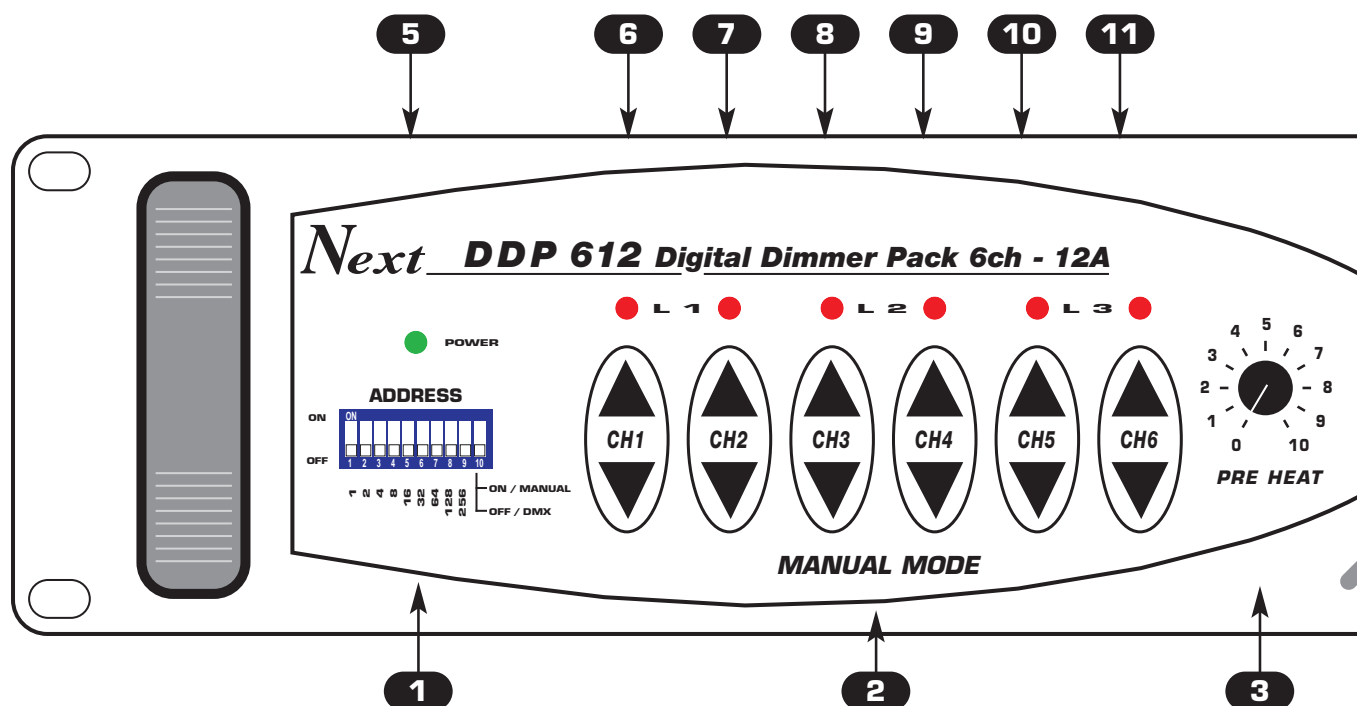 5 6 7 8 9 10 11
Next DDP 612 Digital Dimmer Pack 6ch - 12A
L 1 L 2 L 3
POWER
ADDRESS
ON
OFF
ON
1 2 3 4 5 6 7 8 9 10
1 2 4 8 16 32 64 128 256
ON / MANUAL
OFF / DMX
CH1 CH2 CH3 CH4 CH5 CH6
0 1 2 3 4 5 6 7 8 9 10
PRE HEAT
MANUAL MODE
1 2 3